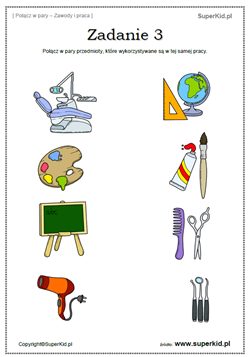 [ Połącz w pary – Zawody i praca ]
SuperKid.pl
Zadanie 3
Połącz w pary przedmioty, które wykorzystywane są w tej samej pracy.
Copyright©SuperKid.pl
źródło: www.superkid.pl